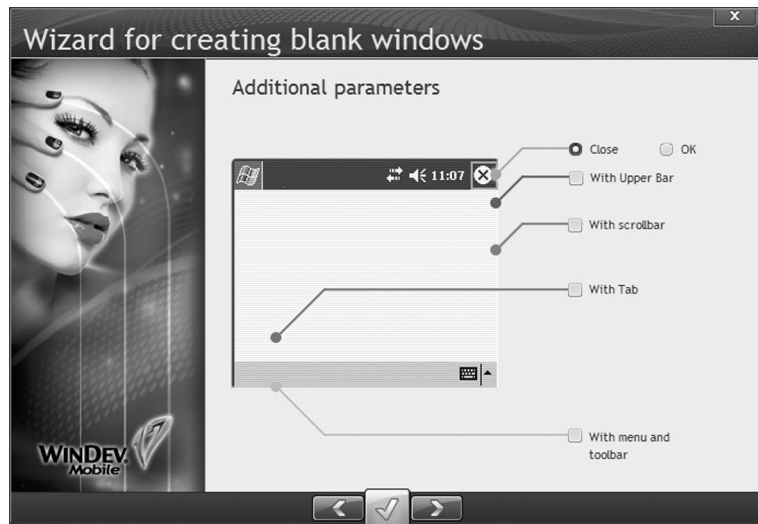 x
Wizard for creating blank windows
Additional parameters
Close OK
11:07
With Upper Bar
With scrollbar
With Tab
With menu and
toolbar
WINDEV. 17
Mobile